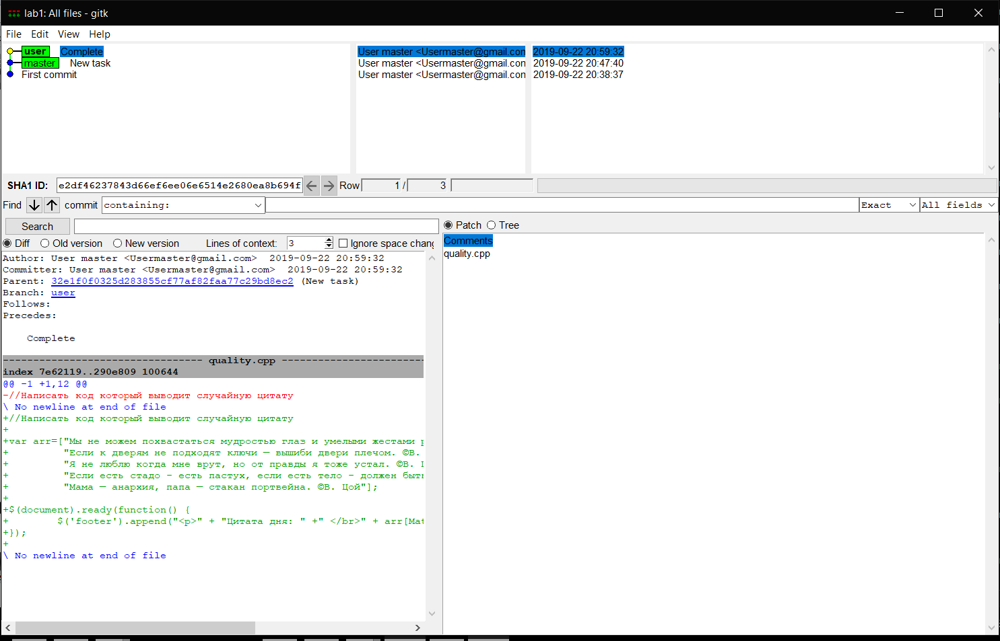 lab1: All files - gitk
File Edit View Help
user Complete User master <Usermaster@gmail.con 2019-09-22 20:59:32
master New task User master <Usermaster@gmail.con 2019-09-22 20:47:40
First commit User master <Usermaster@gmail.con 2019-09-22 20:38:37
SHA1 ID: e2df46237843d66ef6ee06e6514e2680ea8b694f Row 1 / 3
Find commit containing: Exact All fields
Search Patch Tree
Diff Old version New version Lines of context: 3 Ignore space chang
Comments
quality.cpp
Author: User master <Usermaster@gmail.com>  2019-09-22 20:59:32
Committer: User master <Usermaster@gmail.com>  2019-09-22 20:59:32
Parent: 32e1f0f0325d283855cf77af82faa77c29bd8ec2 (New task)
Branch: user
Follows:
Precedes:
Complete
--------------------------------- quality.cpp ------------------------
index 7e62119..290e809 100644
@@ -1 +1,12 @@
-//Написать код который выводит случайную цитату
\ No newline at end of file
+//Написать код который выводит случайную цитату
+
+var arr=["Мы не можем похвастаться мудростью глаз и умелыми жестами р
+         "Если к дверям не подходят ключи — вышиби двери плечом. ©В.
+         "Я не люблю когда мне врут, но от правды я тоже устал. ©В.
+         "Если есть стадо - есть пастух, если есть тело - должен быть
+         "Мама — анархия, папа — стакан портвейна. ©В. Цой"];
+
+$(document).ready(function() {
+        $('footer').append("<p>" + "Цитата дня: " +" </br>" + arr[Mat
+});
+
\ No newline at end of file